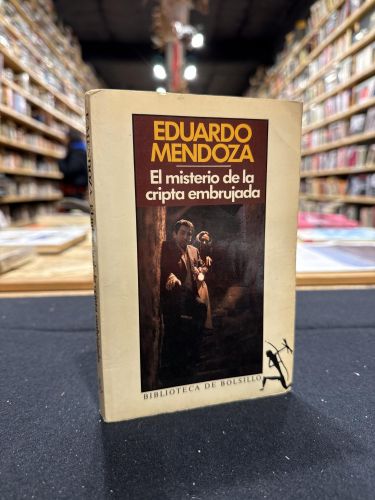 EDUARDO
MENDOZA
El misterio de la
cripta embrujada
BIBLIOTECA DE BOLSILLO